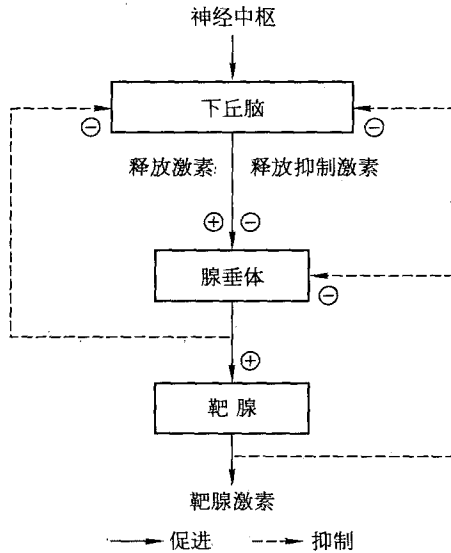 神经中枢
下丘脑
⊖ ⊖
释放激素 释放抑制激素
⊕ ⊖
腺垂体
⊖
⊕
靶 腺
靶腺激素
促进 抑制